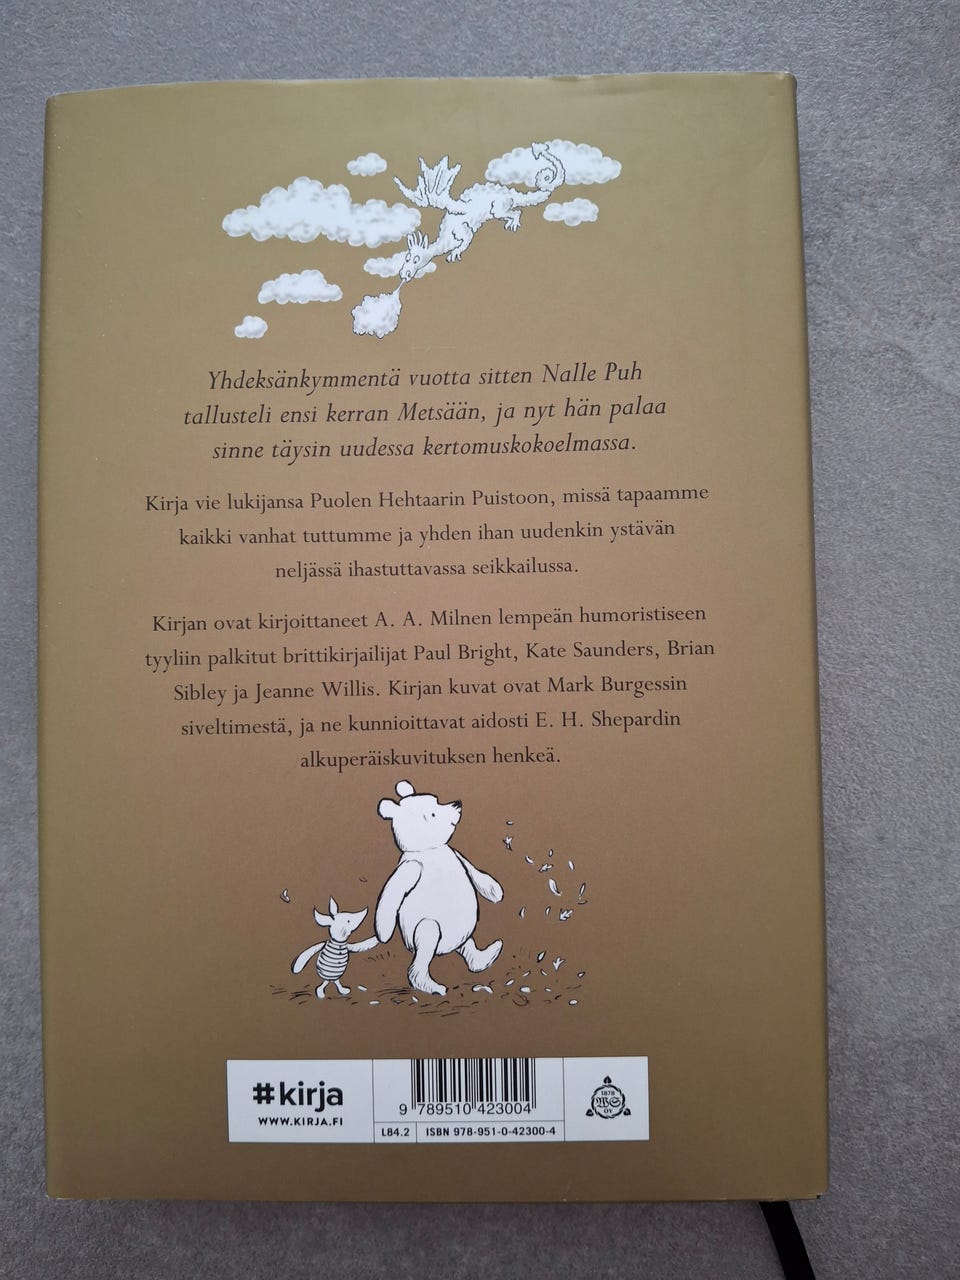 Yhdeksänkymmentä vuotta sitten Nalle Puh
tallusteli ensi kerran Metsään, ja nyt hän palaa
sinne täysin uudessa kertomuskokoelmassa.
Kirja vie lukijansa Puolen Hehtaarin Puistoon, missä tapaamme
kaikki vanhat tuttumme ja yhden ihan uudenkin ystävän
neljässä ihastuttavassa seikkailussa.
Kirjan ovat kirjoittaneet A. A. Milnen lempeän humoristiseen
tyyliin palkitut brittikirjailijat Paul Bright, Kate Saunders, Brian
Sibley ja Jeanne Willis. Kirjan kuvat ovat Mark Burgessin
siveltimestä, ja ne kunnioittavat aidosti E. H. Shepardin
alkuperäiskuvituksen henkeä.
#kirja
WWW.KIRJA.FI
9 789510 423004
L84.2
ISBN 978-951-0-42300-4
1878
WS
OY